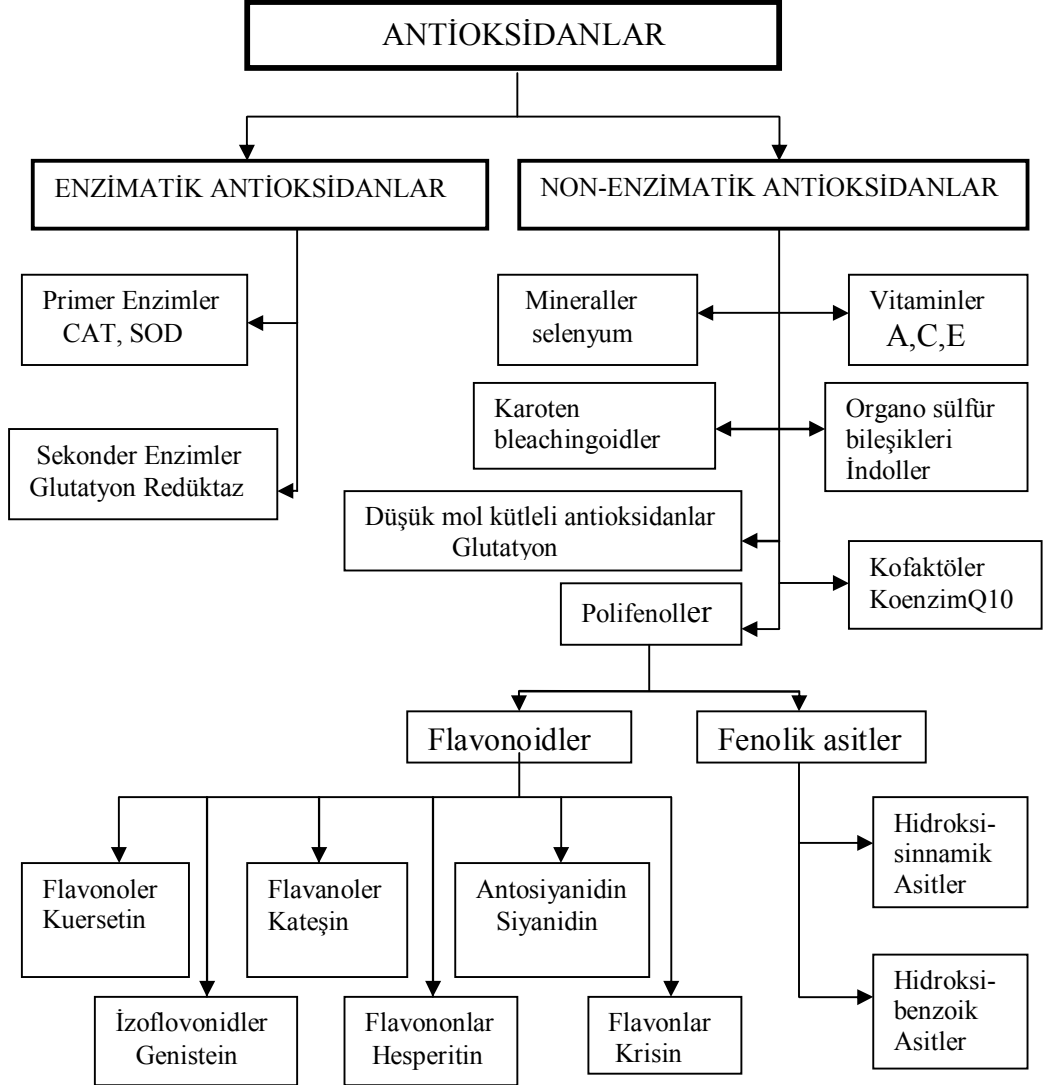 ANTİOKSİDANLAR
ENZİMATİK ANTİOKSİDANLAR
NON-ENZİMATİK ANTİOKSİDANLAR
Primer Enzimler
CAT, SOD
Mineraller
selenyum
Vitaminler
A,C,E
Karoten
bleachingoidler
Organo sülfür
bileşikleri
İndoller
Sekonder Enzimler
Glutatyon Redüktaz
Düşük mol kütleli antioksidanlar
Glutatyon
Kofaktöler
KoenzimQ10
Polifenoller
Flavonoidler
Fenolik asitler
Hidroksi-
sinnamik
Asitler
Flavonoler
Kuersetin
Flavanoler
Kateşin
Antosiyanidin
Siyanidin
Hidroksi-
benzoik
Asitler
İzoflovonidler
Genistein
Flavononlar
Hesperitin
Flavonlar
Krisin